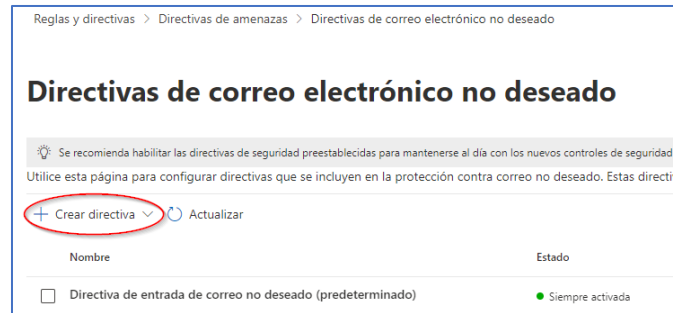 Reglas y directivas > Directivas de amenazas > Directivas de correo electrónico no deseado
Directivas de correo electrónico no deseado
Se recomienda habilitar las directivas de seguridad preestablecidas para mantenerse al día con los nuevos controles de seguridad
Utilice esta página para configurar directivas que se incluyen en la protección contra correo no deseado. Estas directi
+ Crear directiva Actualizar
Nombre Estado
Directiva de entrada de correo no deseado (predeterminado) Siempre activada